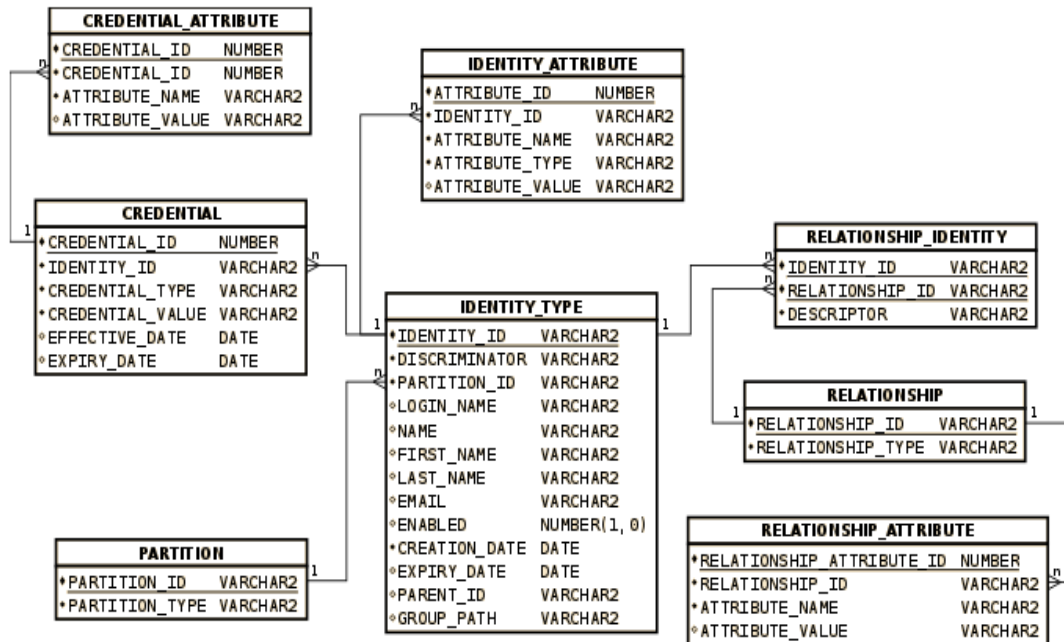 CREDENTIAL_ATTRIBUTE
CREDENTIAL_ID NUMBER
CREDENTIAL_ID NUMBER
ATTRIBUTE_NAME VARCHAR2
ATTRIBUTE_VALUE VARCHAR2
n
IDENTITY_ATTRIBUTE
ATTRIBUTE_ID NUMBER
IDENTITY_ID VARCHAR2
ATTRIBUTE_NAME VARCHAR2
ATTRIBUTE_TYPE VARCHAR2
ATTRIBUTE_VALUE VARCHAR2
n
CREDENTIAL
CREDENTIAL_ID NUMBER
IDENTITY_ID VARCHAR2
CREDENTIAL_TYPE VARCHAR2
CREDENTIAL_VALUE VARCHAR2
EFFECTIVE_DATE DATE
EXPIRY_DATE DATE
1
n
RELATIONSHIP_IDENTITY
IDENTITY_ID VARCHAR2
RELATIONSHIP_ID VARCHAR2
DESCRIPTOR VARCHAR2
n
n
IDENTITY_TYPE
IDENTITY_ID VARCHAR2
DISCRIMINATOR VARCHAR2
PARTITION_ID VARCHAR2
LOGIN_NAME VARCHAR2
NAME VARCHAR2
FIRST_NAME VARCHAR2
LAST_NAME VARCHAR2
EMAIL VARCHAR2
ENABLED NUMBER(1,0)
CREATION_DATE DATE
EXPIRY_DATE DATE
PARENT_ID VARCHAR2
GROUP_PATH VARCHAR2
1
1
n
RELATIONSHIP
RELATIONSHIP_ID VARCHAR2
RELATIONSHIP_TYPE VARCHAR2
1
1
PARTITION
PARTITION_ID VARCHAR2
PARTITION_TYPE VARCHAR2
1
RELATIONSHIP_ATTRIBUTE
RELATIONSHIP_ATTRIBUTE_ID NUMBER
RELATIONSHIP_ID VARCHAR2
ATTRIBUTE_NAME VARCHAR2
ATTRIBUTE_VALUE VARCHAR2
n